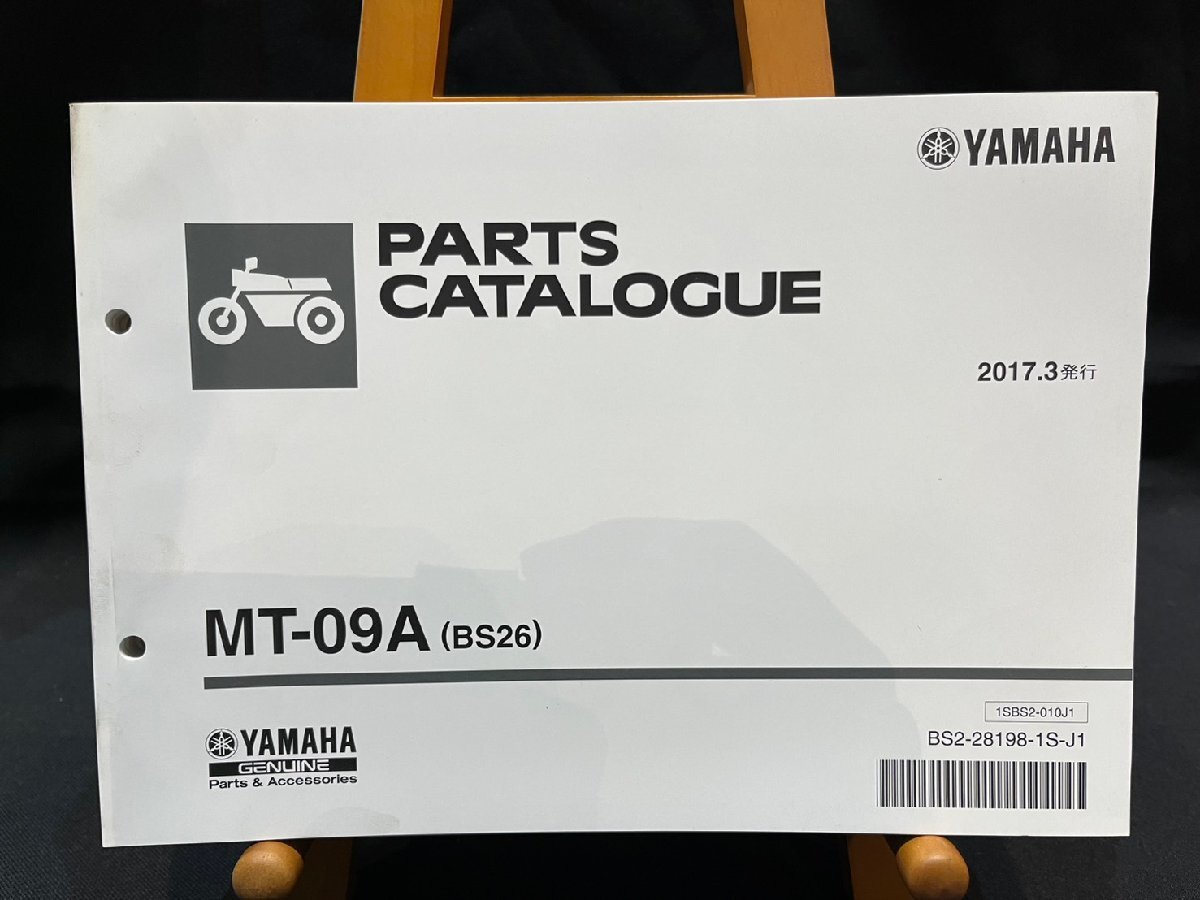 YAMAHA
PARTS
CATALOGUE
2017.3発行
MT-09A (BS26)
1SBS2-010J1
BS2-28198-1S-J1
YAMAHA
GENUINE
Parts & Accessories